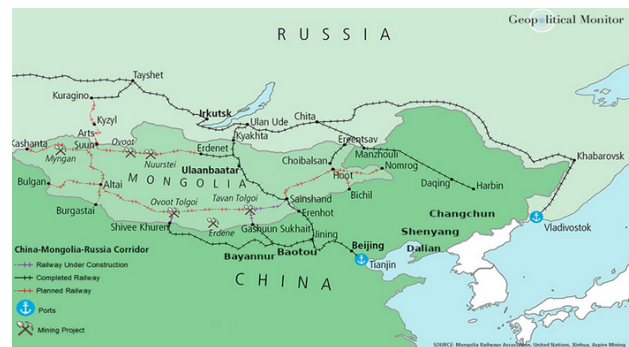 Geopolitical Monitor
RUSSIA
Tayshet
Kuragino
Kyzyl
Irkutsk
Ulan Ude
Chita
Kyakhta
Arts
Suuri
Ovoot
Kashanta
Myngan
Nuurstei
Erdenet
Ereentsav
Manzhouli
Choibalsan
Khabarovsk
Ulaanbaatar
Hoot
Nomrog
Bulgan
Altai
MONGOLIA
Bichil
Daqing
Harbin
Ovoot Tolgoi
Tavan Tolgoi
Sainshand
Burgastai
Changchun
Shivee Khuren
Erdene
Gashuun Sukhait
Erenhot
Jining
Shenyang
Vladivostok
Bayannur
Baotou
Beijing
Dalian
Tianjin
CHINA
China-Mongolia-Russia Corridor
Railway Under Construction
Completed Railway
Planned Railway
Ports
Mining Project
SOURCE: Mongolia Railways Association, United Nations, Xinhua, Aspire Mining